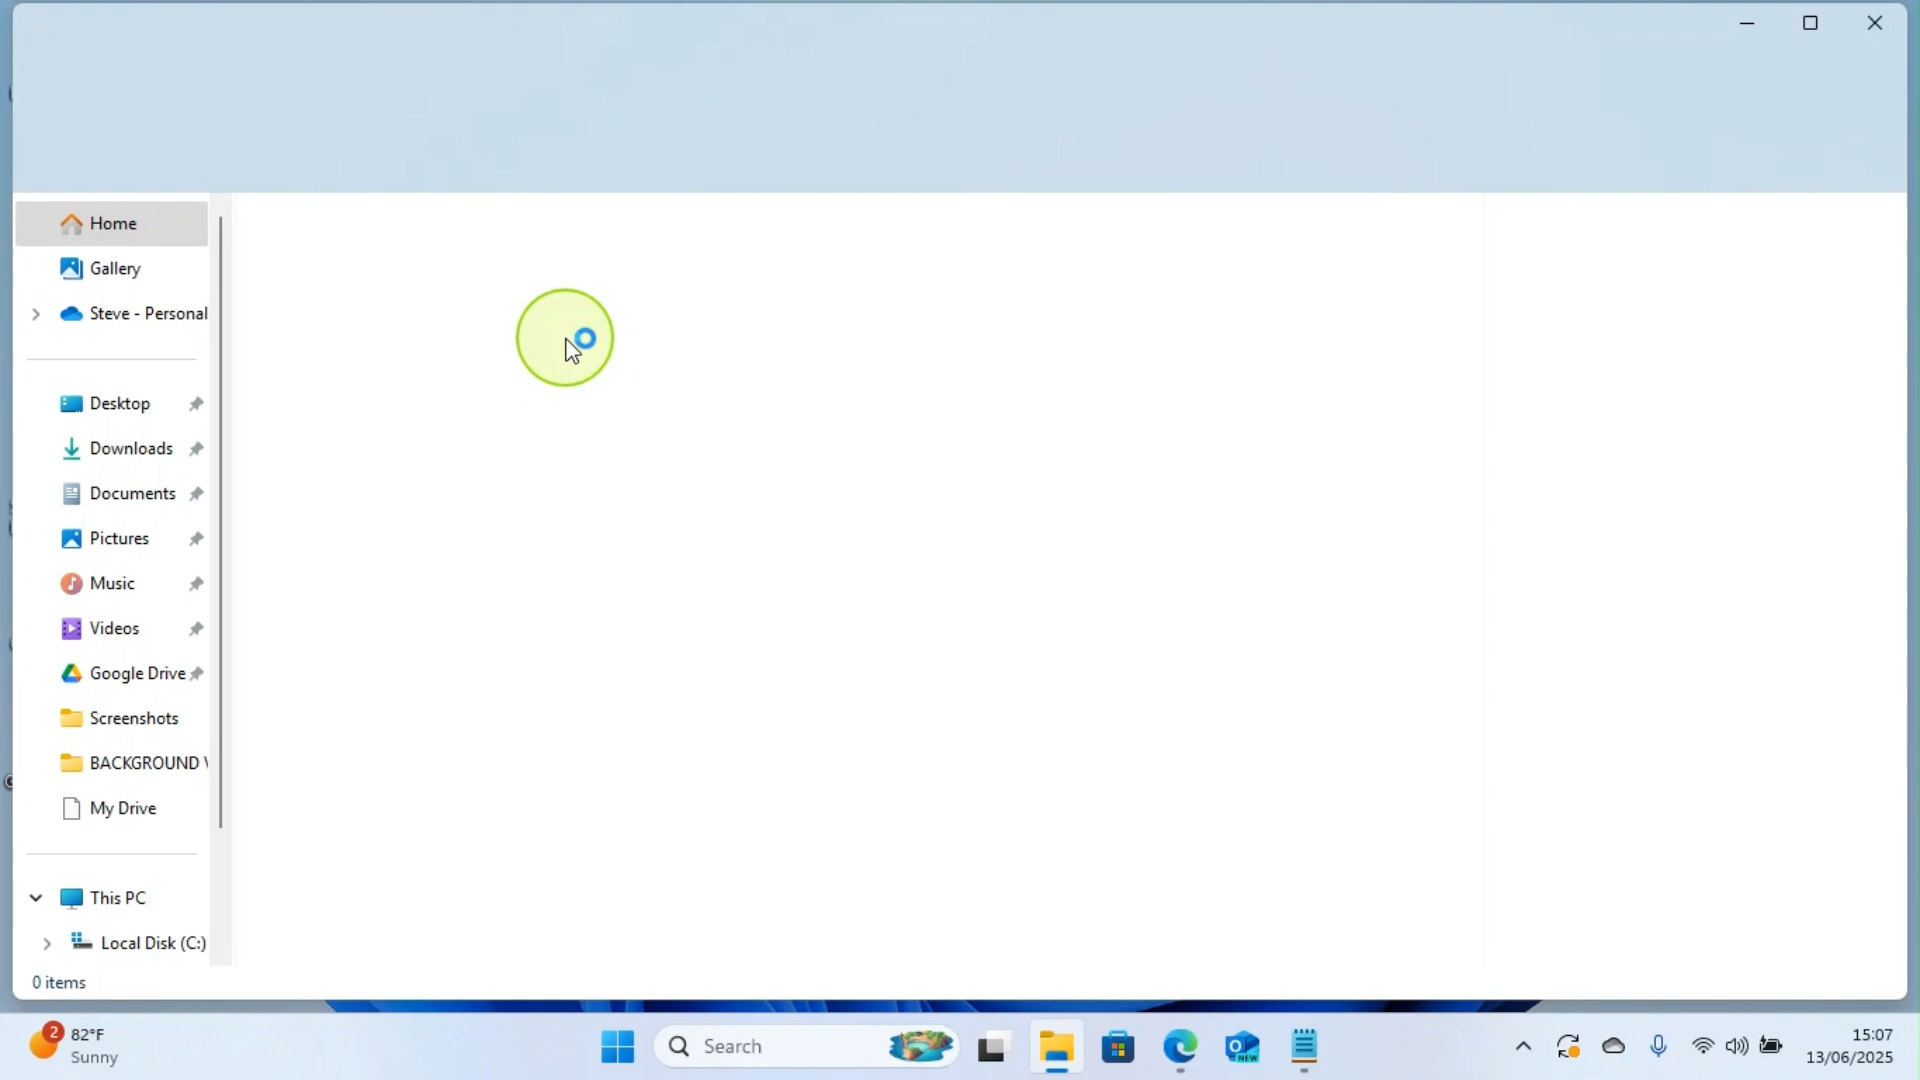 Home
Gallery
Steve - Personal
Desktop
Downloads
Documents
Pictures
Music
Videos
Google Drive
Screenshots
BACKGROUND
My Drive
This PC
Local Disk (C:)
0 items
2
82°F
Sunny
Search
NEW
15:07
13/06/2025